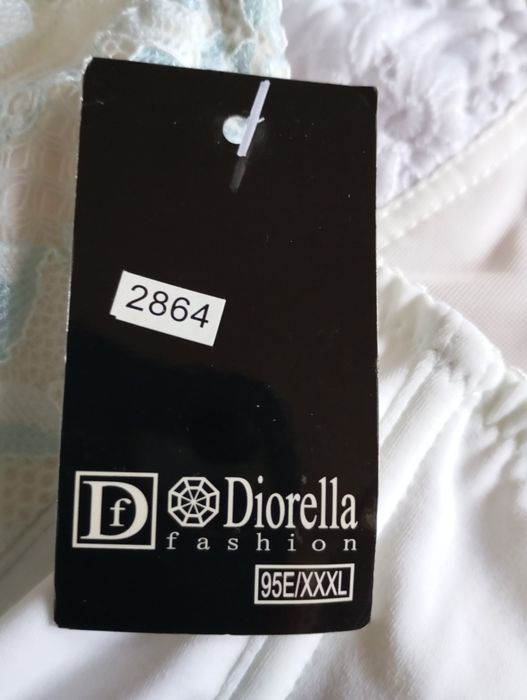 2864
Df Diorella
fashion
95E/XXXL